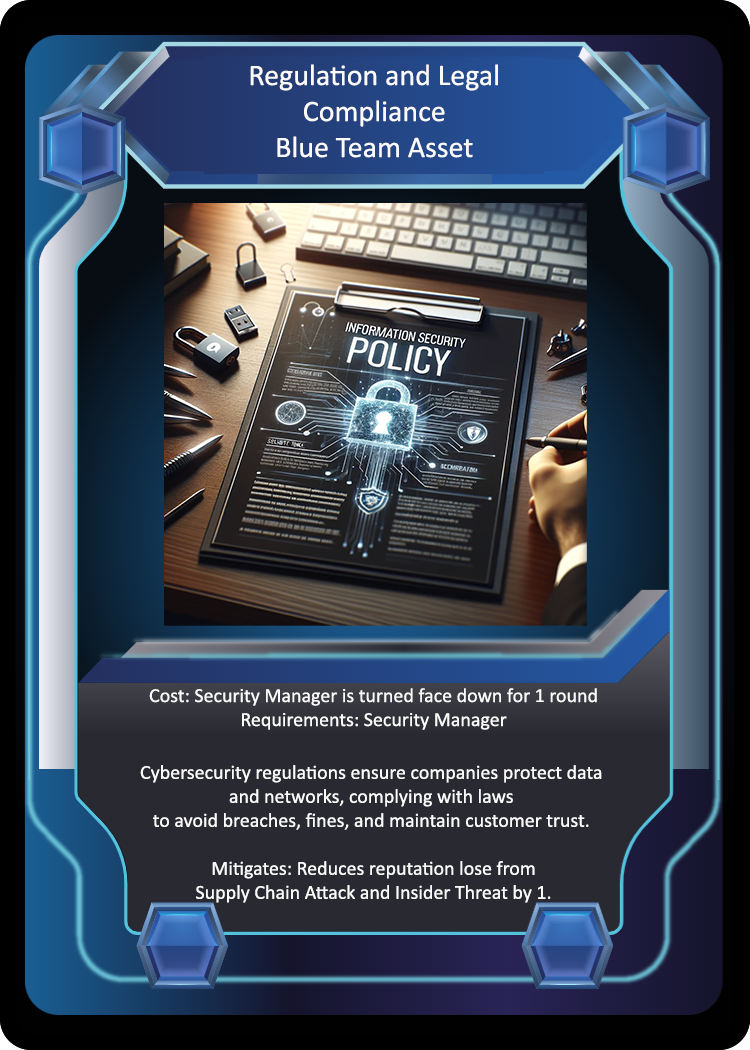 Regulation and Legal
Compliance
Blue Team Asset
INFORMATION SECURITY
POLICY
Cost: Security Manager is turned face down for 1 round
Requirements: Security Manager
Cybersecurity regulations ensure companies protect data
and networks, complying with laws
to avoid breaches, fines, and maintain customer trust.
Mitigates: Reduces reputation lose from
Supply Chain Attack and Insider Threat by 1.